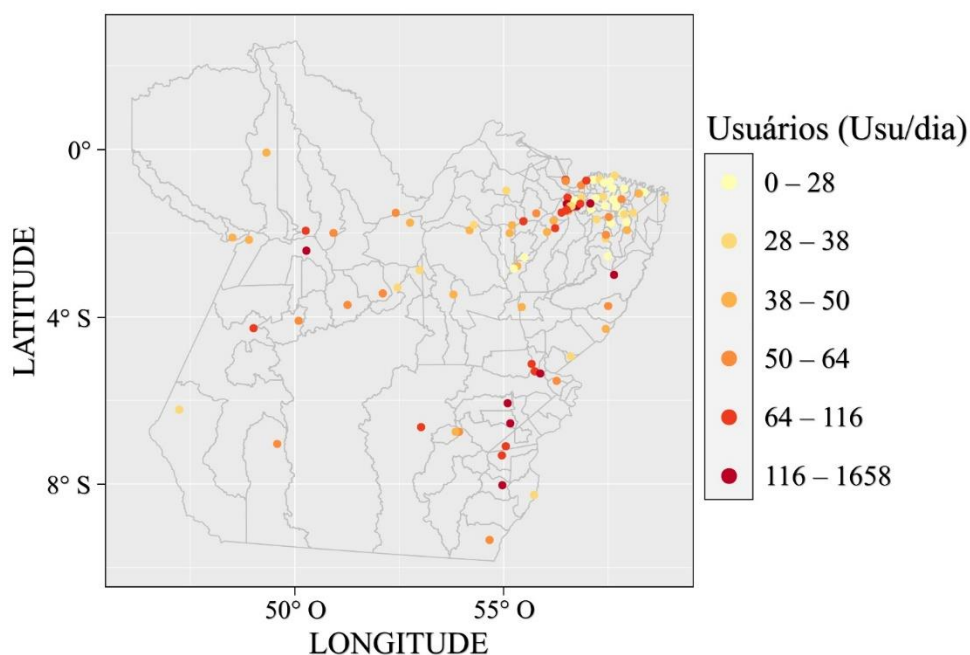 Usuários (Usu/dia)
0 – 28
28 – 38
38 – 50
50 – 64
64 – 116
116 – 1658
LATITUDE
0°
4° S
8° S
50° O
55° O
LONGITUDE